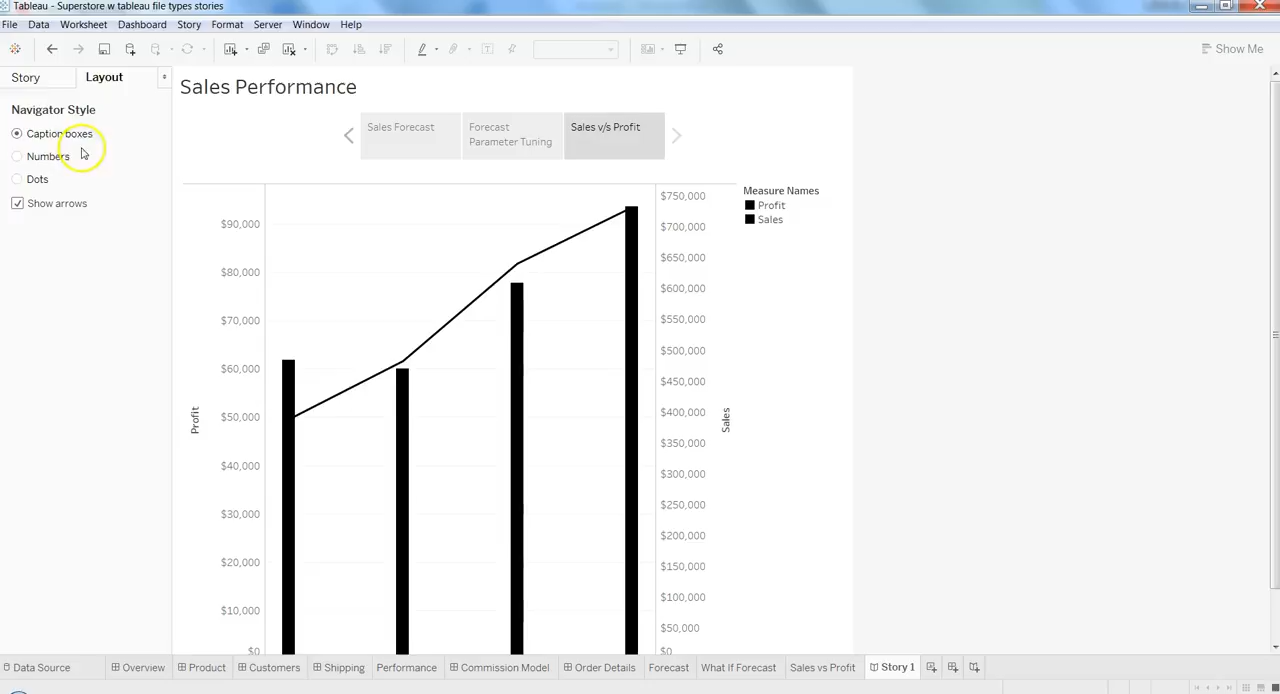 Tableau - Superstore w tableau file types stories
File Data Worksheet Dashboard Story Format Server Window Help
Show Me
Story Layout
Navigator Style
Caption boxes
Numbers
Dots
Show arrows
Sales Performance
Sales Forecast
Forecast
Parameter Tuning
Sales v/s Profit
$90,000
$80,000
$70,000
$60,000
$50,000
$40,000
$30,000
$20,000
$10,000
$0
Profit
$750,000
$700,000
$650,000
$600,000
$550,000
$500,000
$450,000
$400,000
$350,000
$300,000
$250,000
$200,000
$150,000
$100,000
$50,000
$0
Sales
Measure Names
Profit
Sales
Data Source Overview Product Customers Shipping Performance Commission Model Order Details Forecast What If Forecast Sales vs Profit Story 1